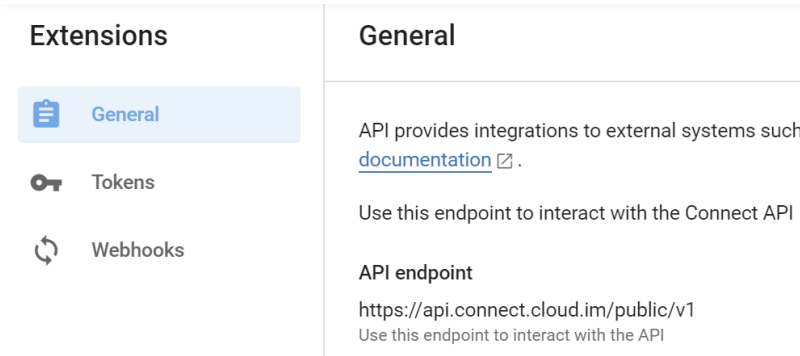 Extensions
General
Tokens
Webhooks
General
API provides integrations to external systems such
documentation .
Use this endpoint to interact with the Connect API
API endpoint
https://api.connect.cloud.im/public/v1
Use this endpoint to interact with the API